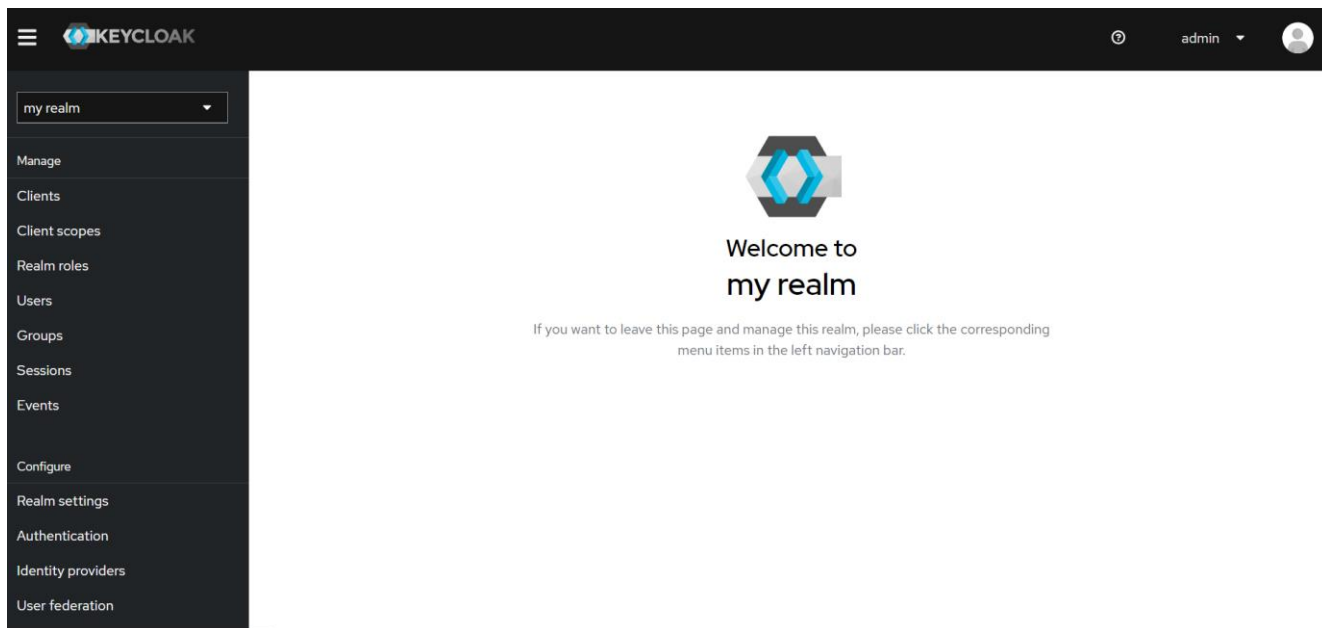 KEYCLOAK
admin
my realm
Manage
Clients
Client scopes
Realm roles
Users
Groups
Sessions
Events
Configure
Realm settings
Authentication
Identity providers
User federation
Welcome to
my realm
If you want to leave this page and manage this realm, please click the corresponding
menu items in the left navigation bar.